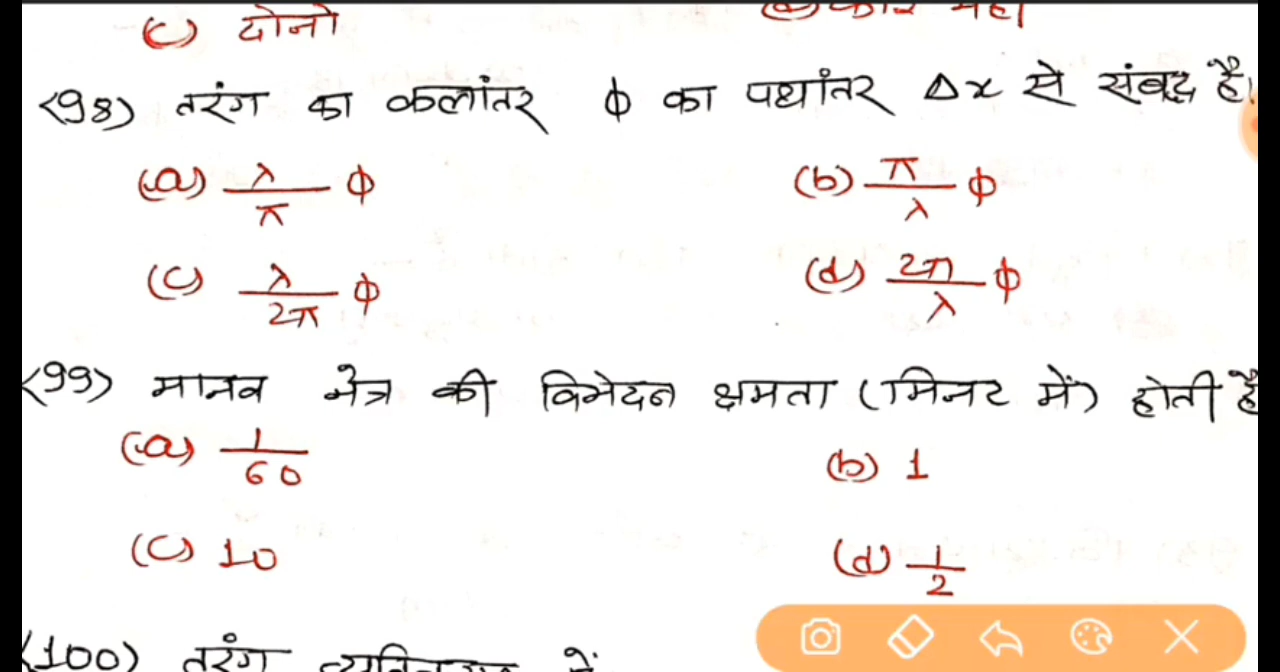 (c) दोनो
<98) तरंग का कलांतर ϕ का पथांतर Δx से संबद्ध है।
(a) λ/π ϕ (b) π/λ ϕ
(c) λ/2π ϕ (d) 2π/λ ϕ
<99) मानव नेत्र की विभेदन क्षमता (मिनट में) होती है
(a) 1/60 (b) 1
(c) 10 (d) 1/2
<100) तरंग में